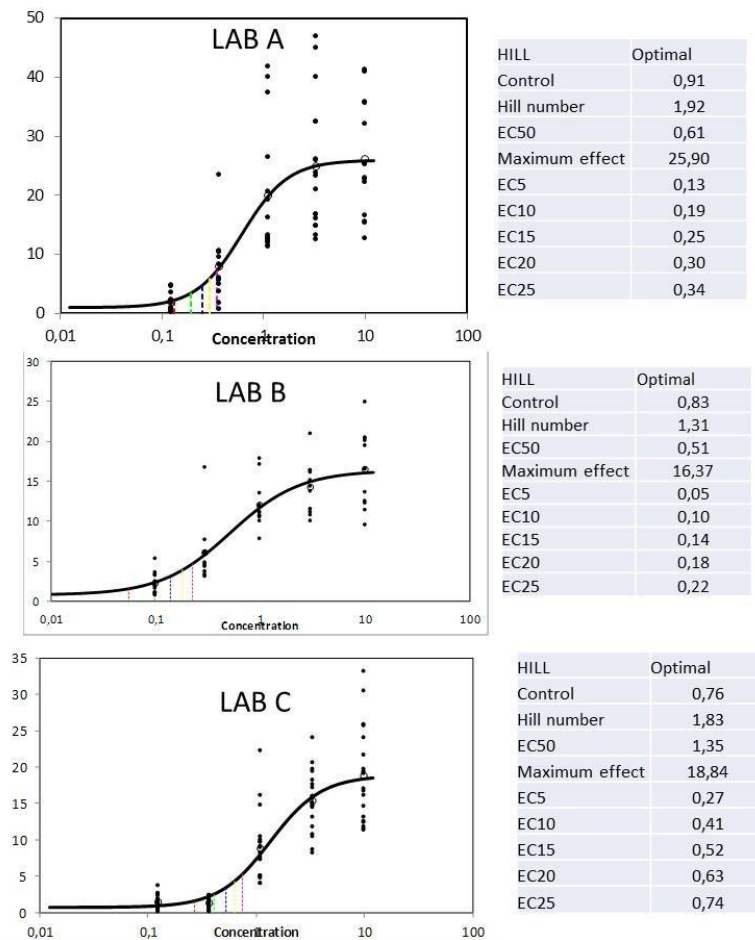 LAB A
50
40
30
20
10
0
0,01 0,1 1 10 100
Concentration
HILL Optimal
Control 0,91
Hill number 1,92
EC50 0,61
Maximum effect 25,90
EC5 0,13
EC10 0,19
EC15 0,25
EC20 0,30
EC25 0,34
LAB B
30
25
20
15
10
5
0
0,01 0,1 1 10 100
Concentration
HILL Optimal
Control 0,83
Hill number 1,31
EC50 0,51
Maximum effect 16,37
EC5 0,05
EC10 0,10
EC15 0,14
EC20 0,18
EC25 0,22
LAB C
35
30
25
20
15
10
5
0
0,01 0,1 1 10 100
Concentration
HILL Optimal
Control 0,76
Hill number 1,83
EC50 1,35
Maximum effect 18,84
EC5 0,27
EC10 0,41
EC15 0,52
EC20 0,63
EC25 0,74